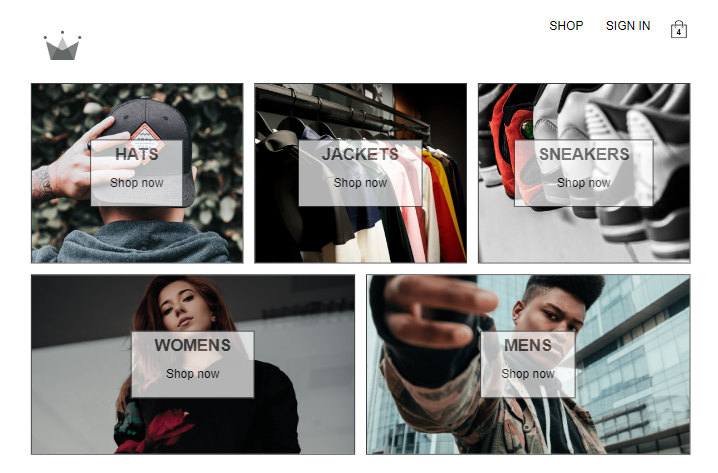 SHOP SIGN IN 4
HATS
Shop now
JACKETS
Shop now
SNEAKERS
Shop now
WOMENS
Shop now
MENS
Shop now